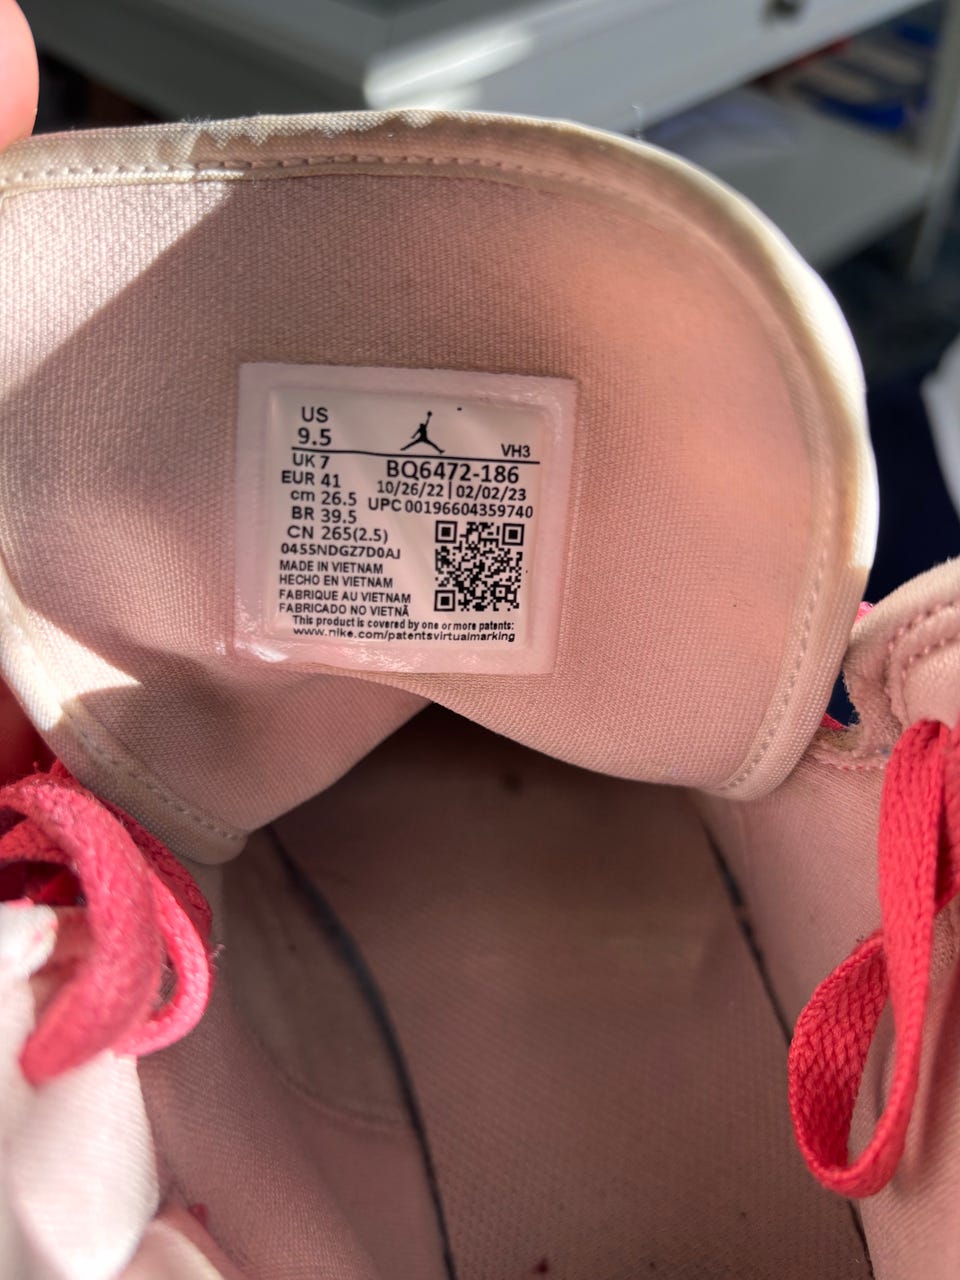 US
9.5
VH3
UK 7
BQ6472-186
EUR 41
10/26/22 | 02/02/23
cm 26.5
UPC 00196604359740
BR 39.5
CN 265(2.5)
0455NDGZ7D0AJ
MADE IN VIETNAM
HECHO EN VIETNAM
FABRIQUE AU VIETNAM
FABRICADO NO VIETNÃ
This product is covered by one or more patents:
www.nike.com/patentsvirtualmarking